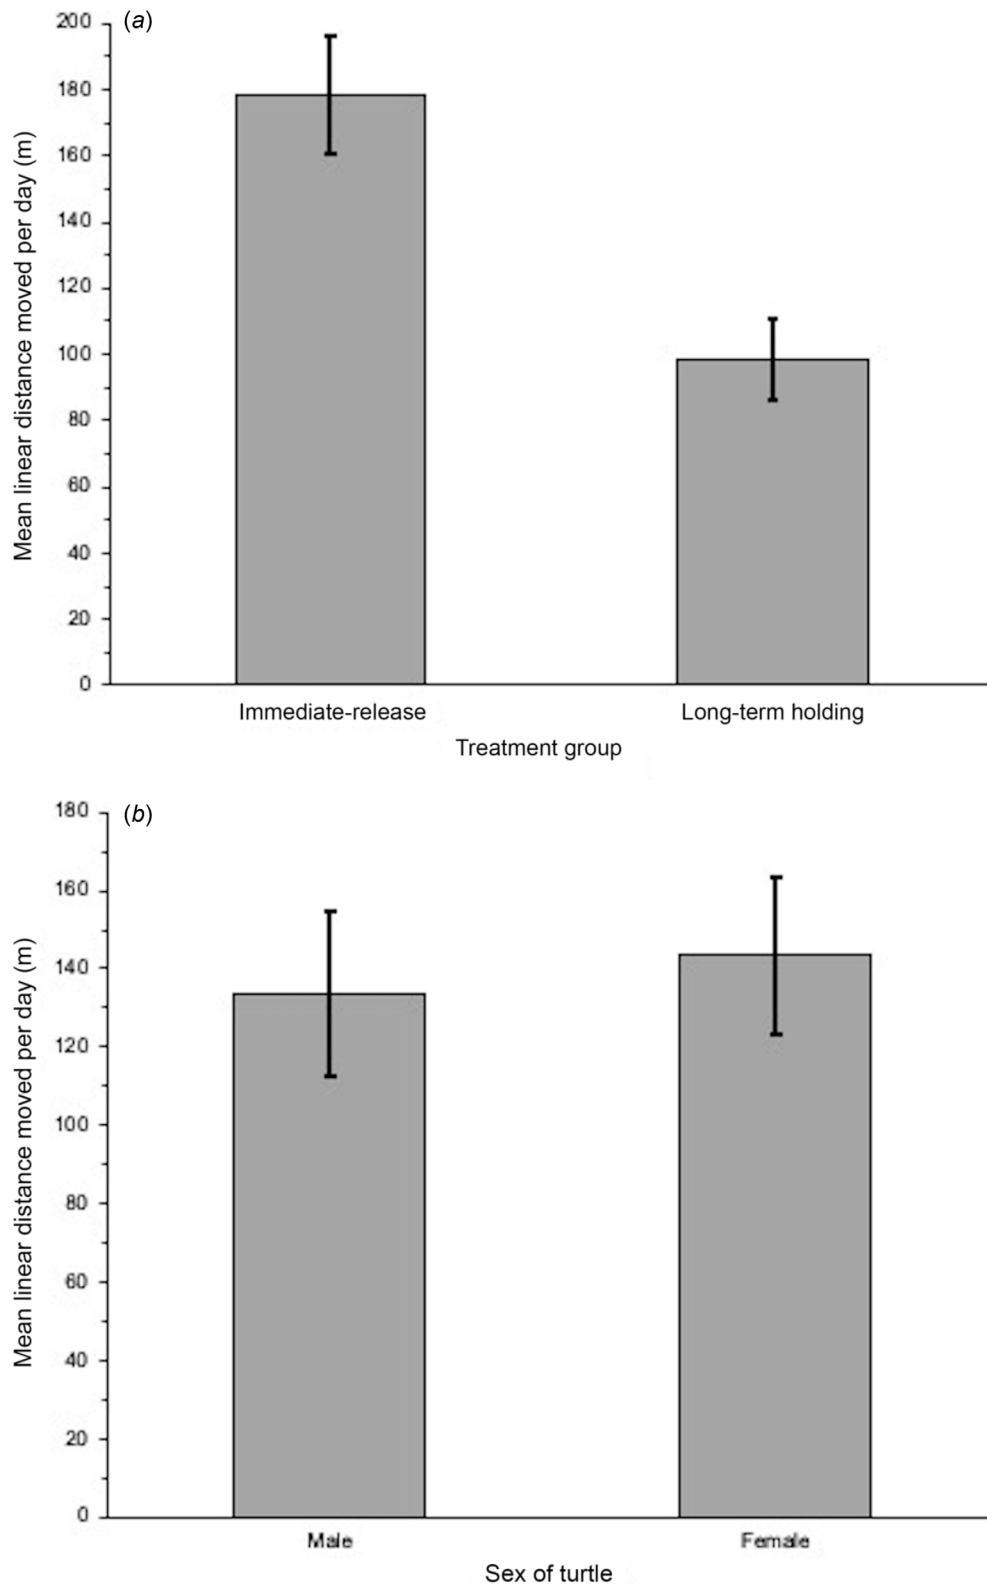 (a)
200
180
160
140
120
100
80
60
40
20
0
Mean linear distance moved per day (m)
Immediate-release Long-term holding
Treatment group
(b)
180
160
140
120
100
80
60
40
20
0
Mean linear distance moved per day (m)
Male Female
Sex of turtle